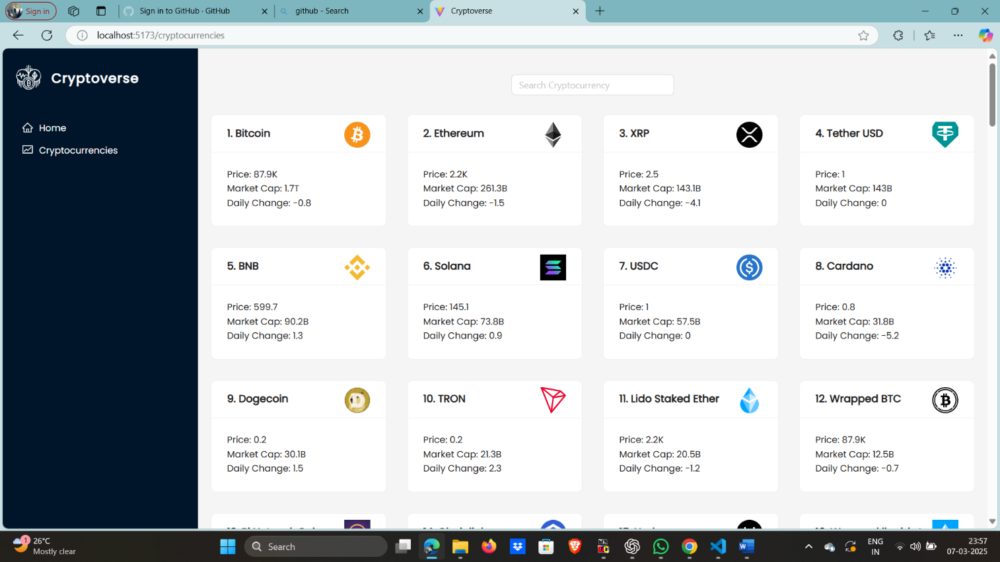 Sign in
Sign in to GitHub · GitHub
github - Search
Cryptoverse
localhost:5173/cryptocurrencies
Cryptoverse
Home
Cryptocurrencies
Search Cryptocurrency
1. Bitcoin
Price: 87.9K
Market Cap: 1.7T
Daily Change: -0.8
2. Ethereum
Price: 2.2K
Market Cap: 261.3B
Daily Change: -1.5
3. XRP
Price: 2.5
Market Cap: 143.1B
Daily Change: -4.1
4. Tether USD
Price: 1
Market Cap: 143B
Daily Change: 0
5. BNB
Price: 599.7
Market Cap: 90.2B
Daily Change: 1.3
6. Solana
Price: 145.1
Market Cap: 73.8B
Daily Change: 0.9
7. USDC
Price: 1
Market Cap: 57.5B
Daily Change: 0
8. Cardano
Price: 0.8
Market Cap: 31.8B
Daily Change: -5.2
9. Dogecoin
Price: 0.2
Market Cap: 30.1B
Daily Change: 1.5
10. TRON
Price: 0.2
Market Cap: 21.3B
Daily Change: 2.3
11. Lido Staked Ether
Price: 2.2K
Market Cap: 20.5B
Daily Change: -1.2
12. Wrapped BTC
Price: 87.9K
Market Cap: 12.5B
Daily Change: -0.7
1
26°C
Mostly clear
Search
ENG
IN
23:57
07-03-2025